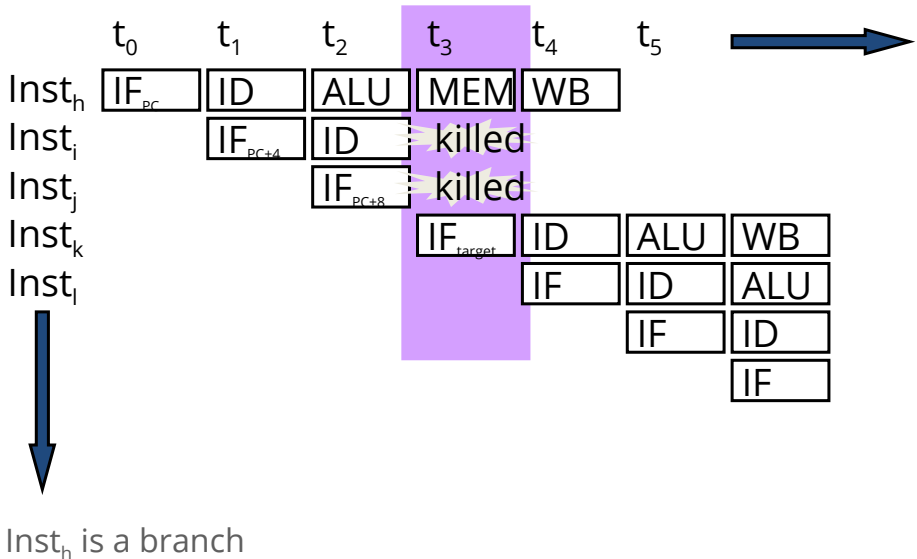 t0 t1 t2 t3 t4 t5
Insth IFPC ID ALU MEM WB
Insti IFPC+4 ID killed
Instj IFPC+8 killed
Instk IFtarget ID ALU WB
Instl IF ID ALU
IF ID
IF
Insth is a branch